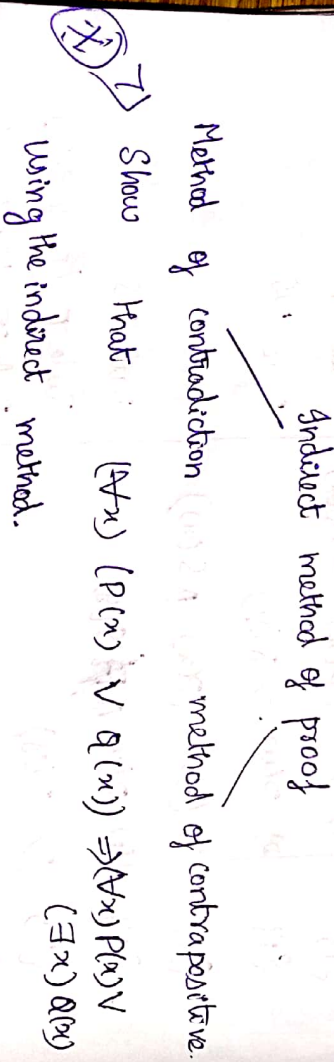 Indirect method of proof
Method of contradiction method of contrapositive.
7) Show that (∀x) (P(x) ∨ Q(x)) ⇒ (∀x) P(x) ∨
(∃x) Q(x)
using the indirect method.